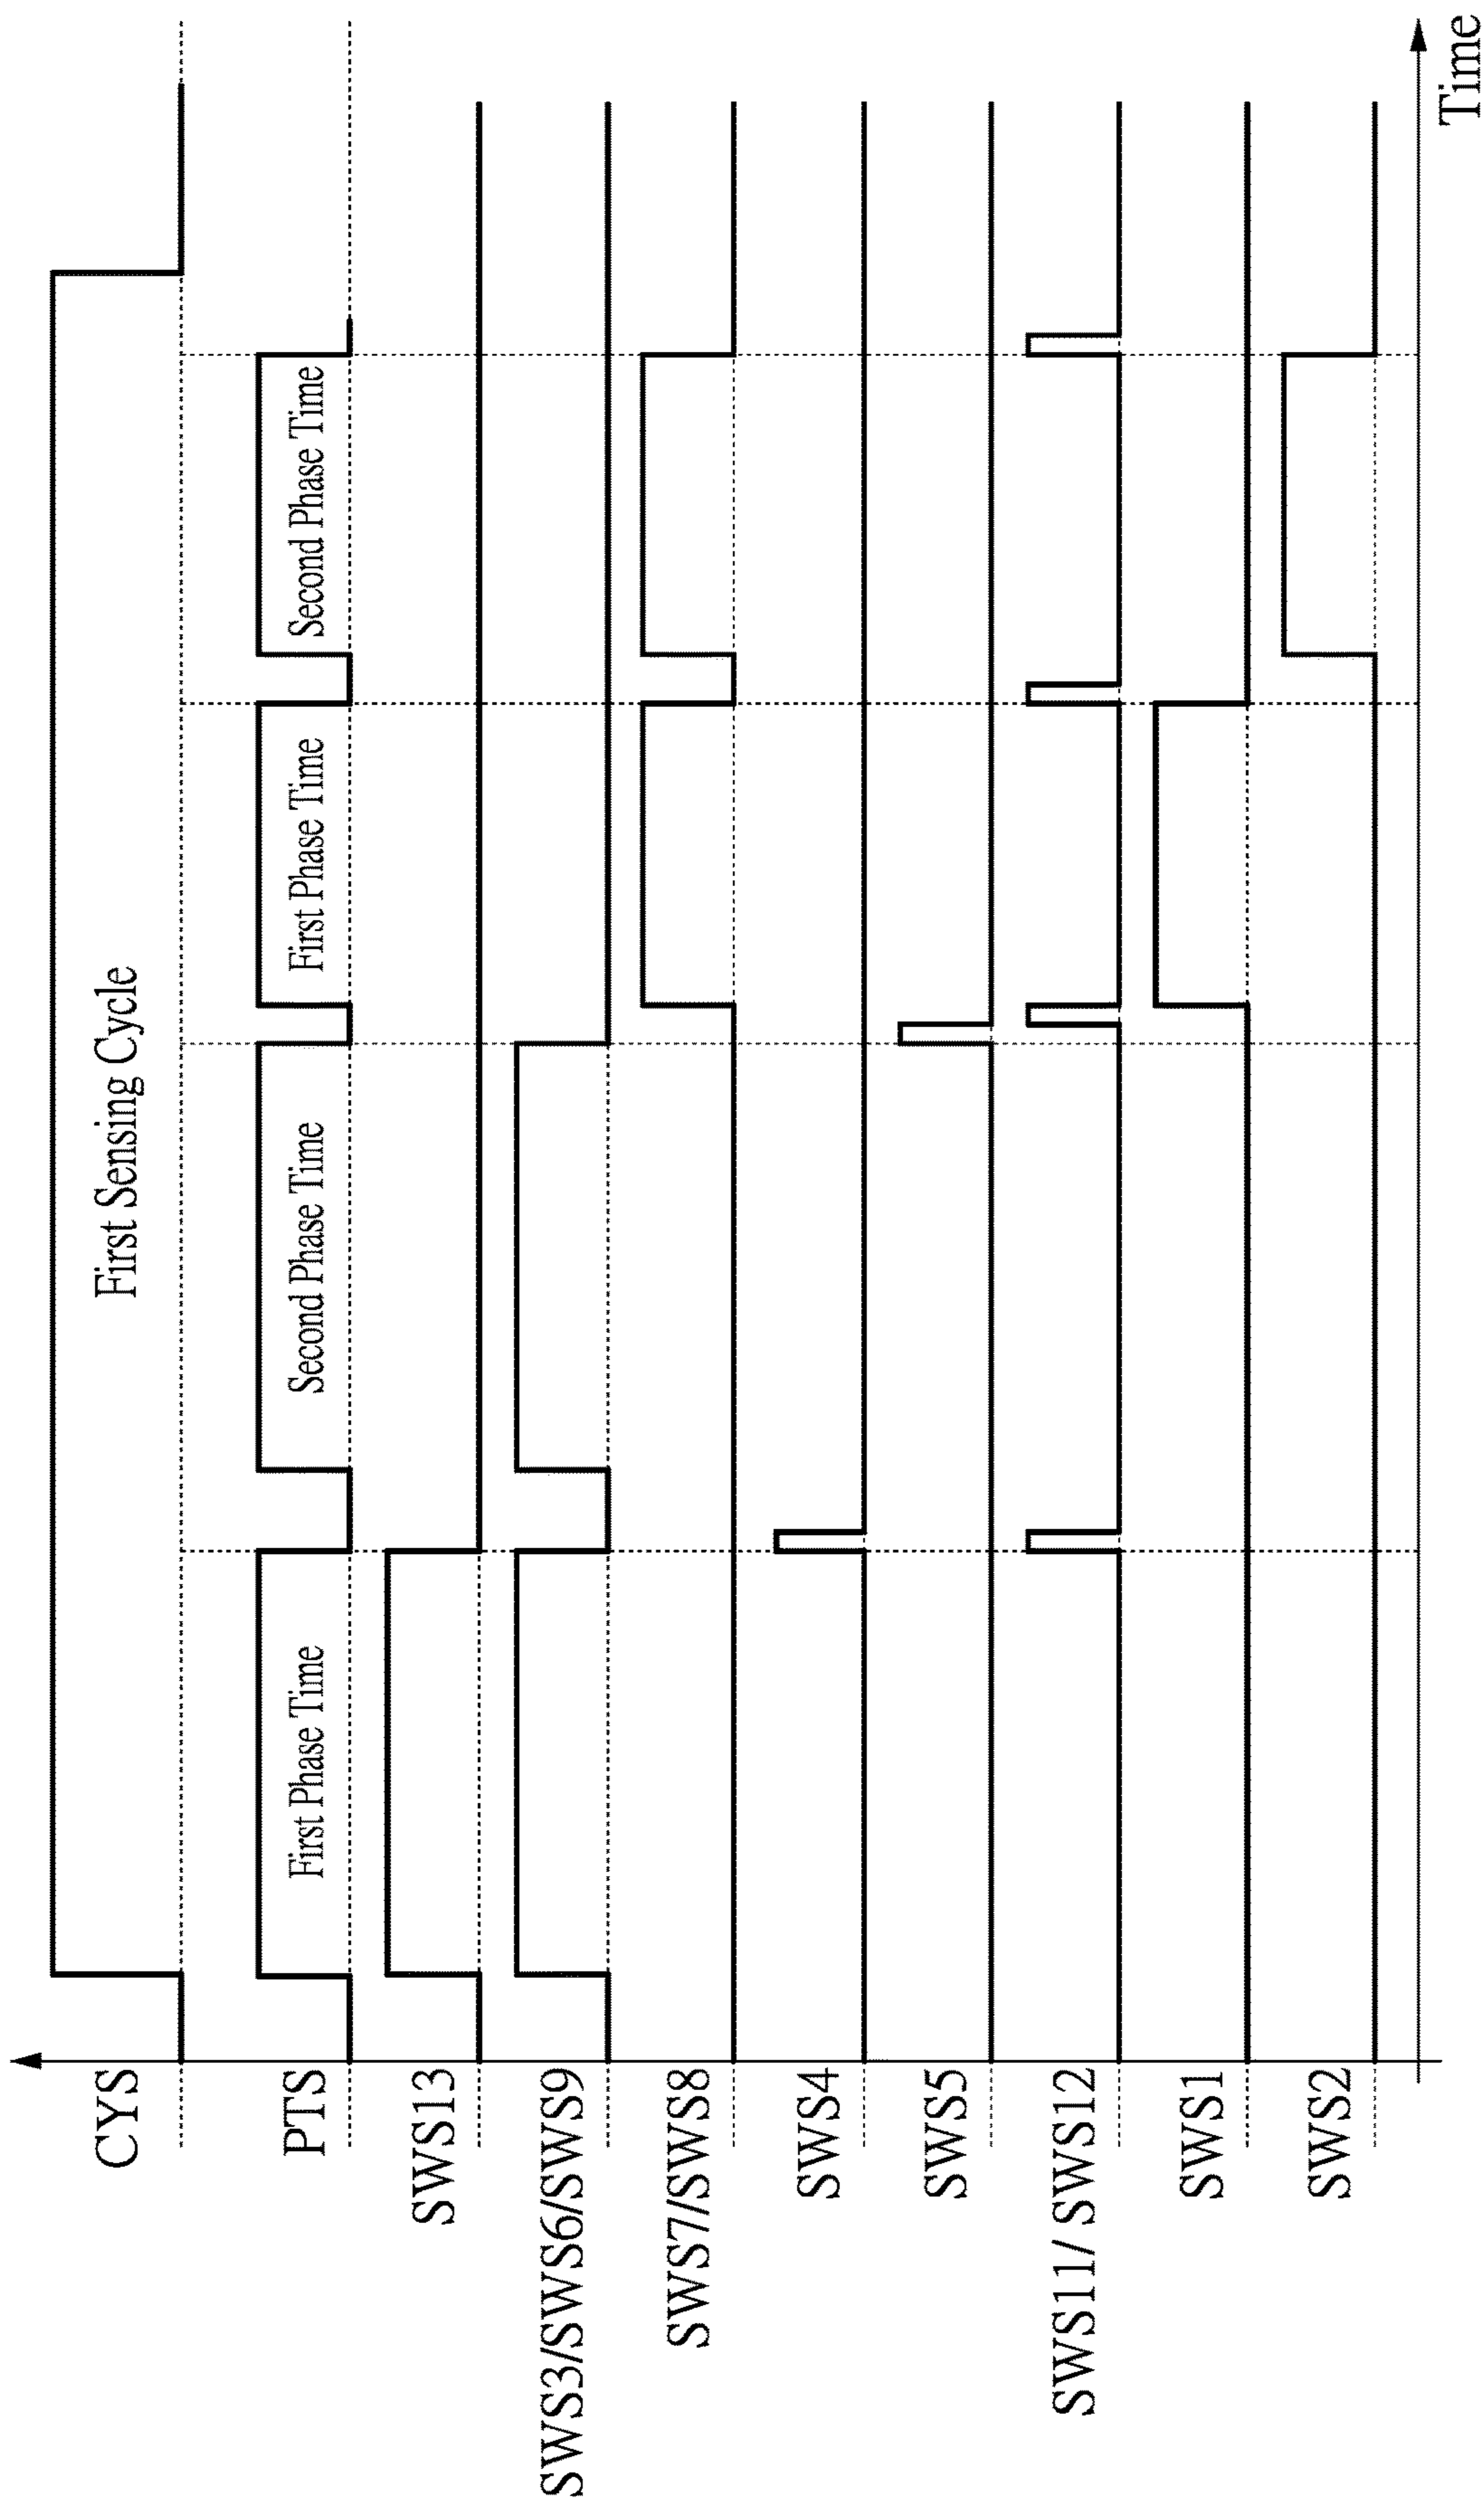 CYS
First Sensing Cycle
PTS
First Phase Time
Second Phase Time
First Phase Time
Second Phase Time
SWS13
SWS3/SWS6/SWS9
SWS7/SWS8
SWS4
SWS5
SWS11/ SWS12
SWS1
SWS2
Time